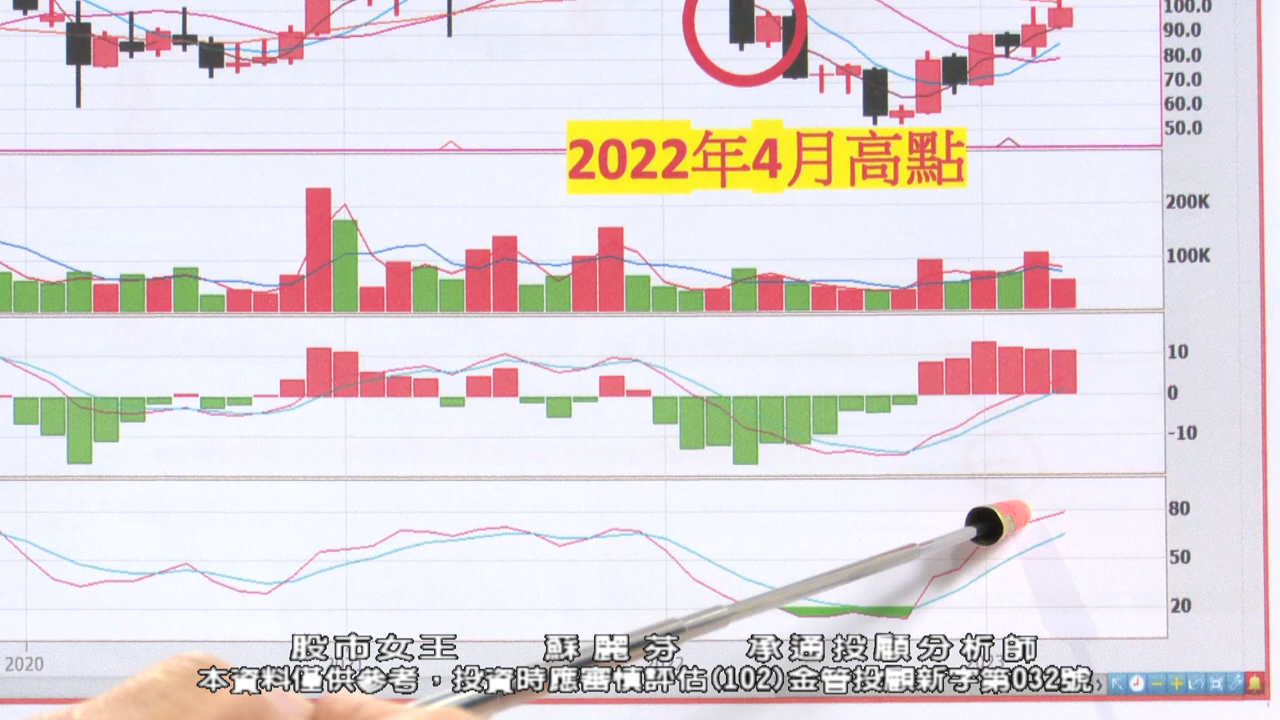 100.0
90.0
80.0
70.0
60.0
50.0
2022年4月高點
200K
100K
10
0
-10
80
50
20
2020
股市女王 蘇麗芬 承通投顧分析師
本資料僅供參考，投資時應審慎評估(102)金管投顧新字第032號